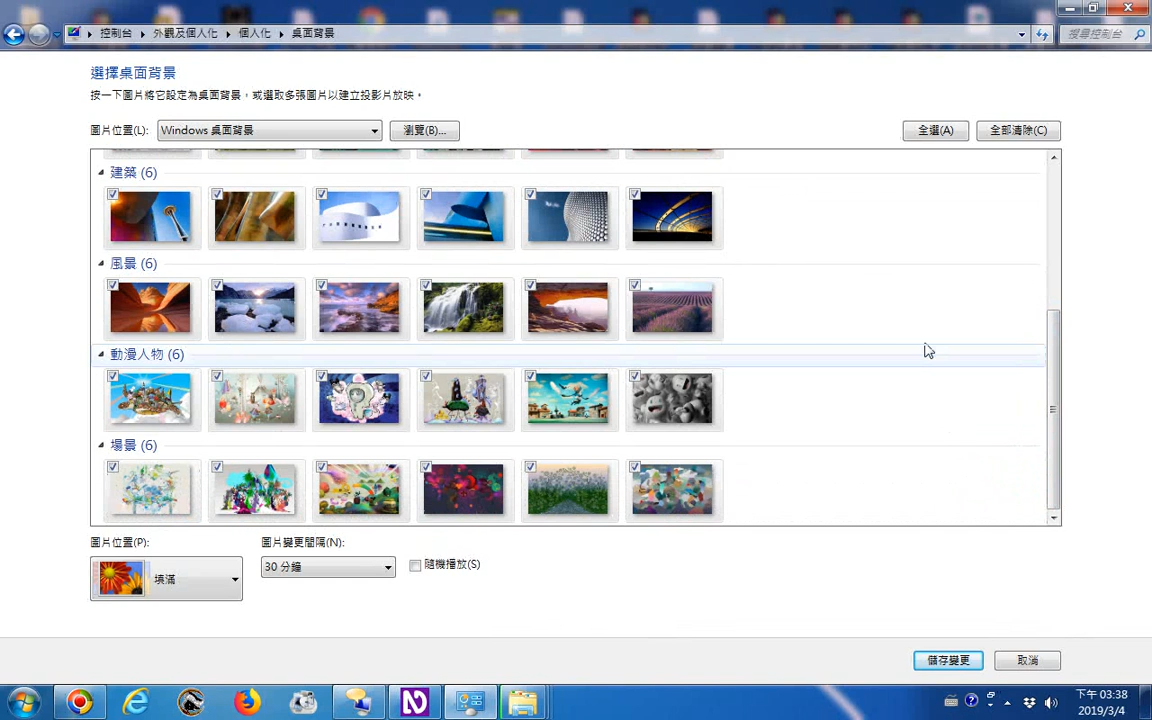 控制台 外觀及個人化 個人化 桌面背景 搜尋控制台
選擇桌面背景
按一下圖片將它設定為桌面背景，或選取多張圖片以建立投影片放映。
圖片位置(L): Windows 桌面背景 瀏覽(B)... 全選(A) 全部清除(C)
建築 (6)
風景 (6)
動漫人物 (6)
場景 (6)
圖片位置(P): 圖片變更間隔(N):
填滿 30 分鐘 隨機播放(S)
儲存變更 取消
下午 03:38
2019/3/4